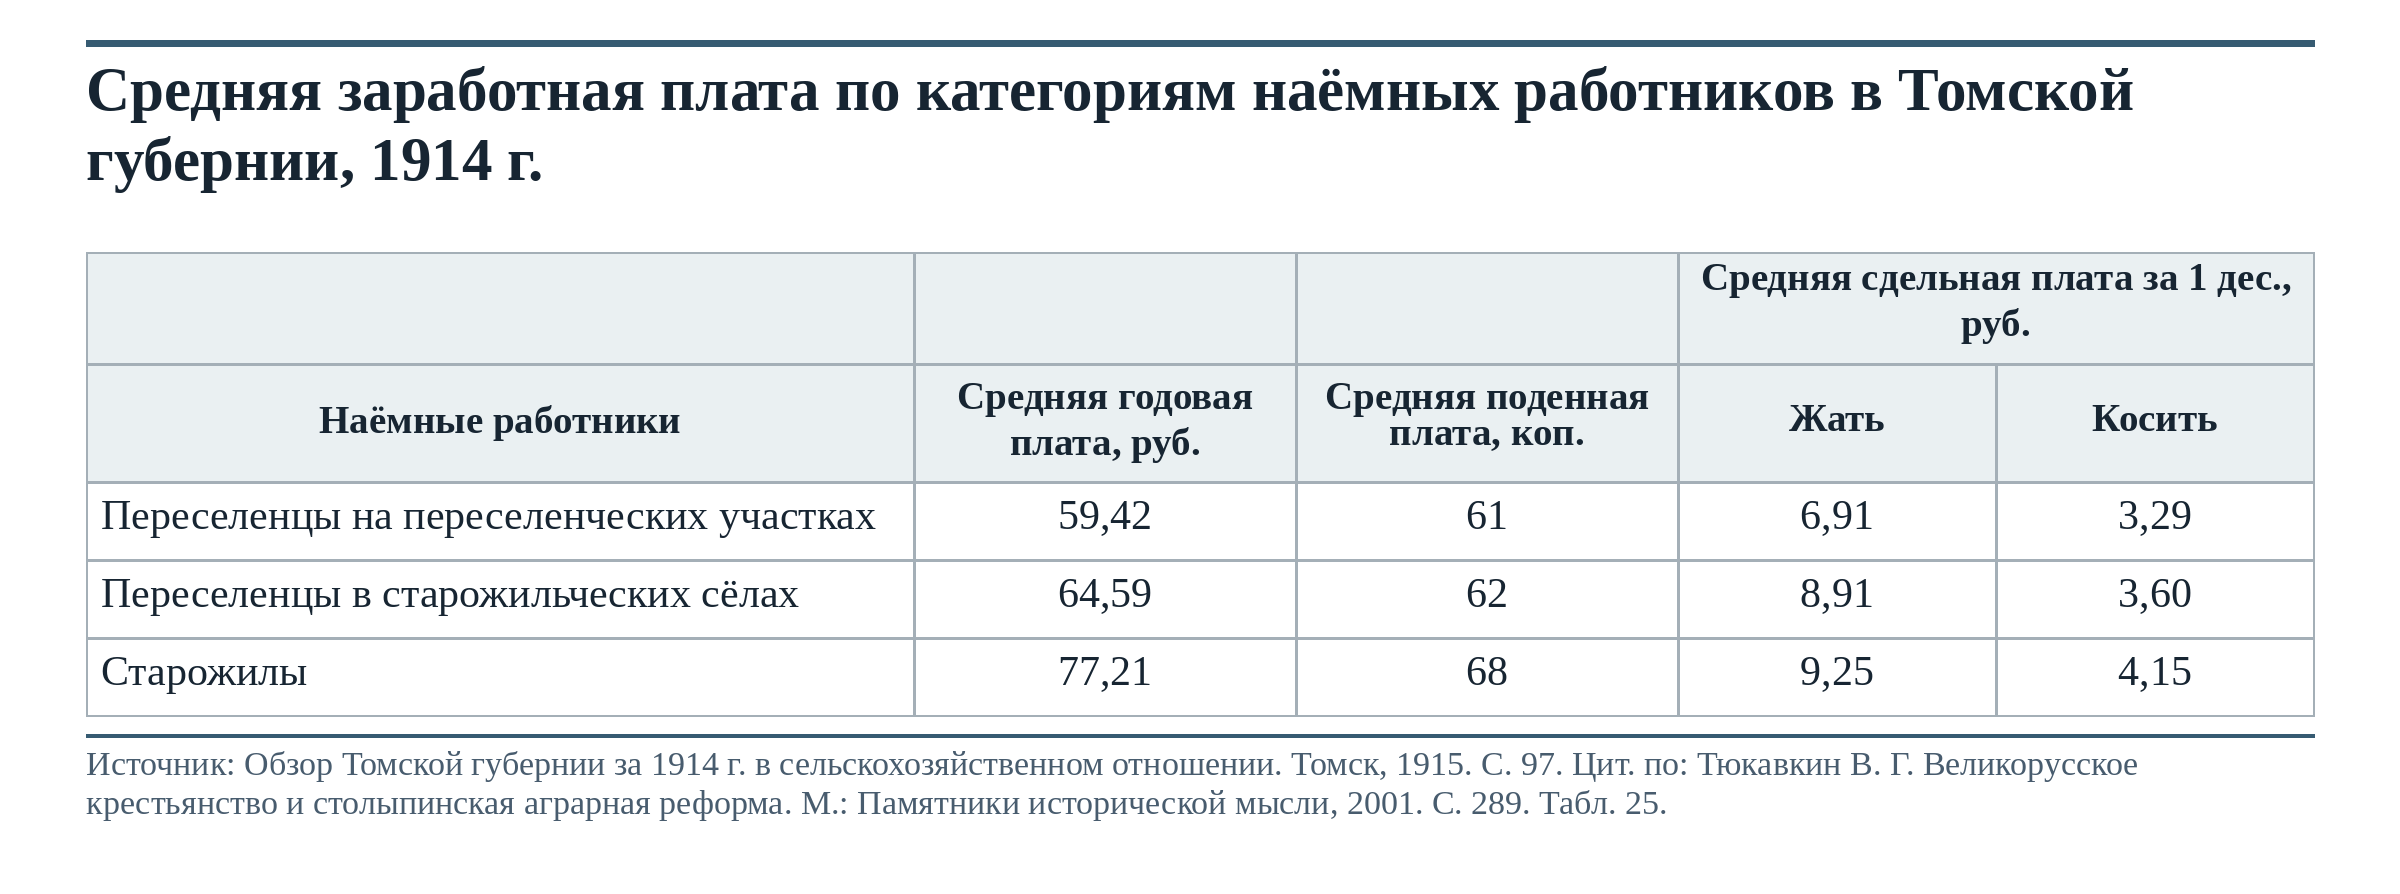 Средняя заработная плата по категориям наёмных работников в Томской
губернии, 1914 г.
Средняя сдельная плата за 1 дес.,
руб.
Наёмные работники
Средняя годовая
плата, руб.
Средняя поденная
плата, коп.
Жать
Косить
Переселенцы на переселенческих участках 59,42 61 6,91 3,29
Переселенцы в старожильческих сёлах 64,59 62 8,91 3,60
Старожилы 77,21 68 9,25 4,15
Источник: Обзор Томской губернии за 1914 г. в сельскохозяйственном отношении. Томск, 1915. С. 97. Цит. по: Тюкавкин В. Г. Великорусское
крестьянство и столыпинская аграрная реформа. М.: Памятники исторической мысли, 2001. С. 289. Табл. 25.